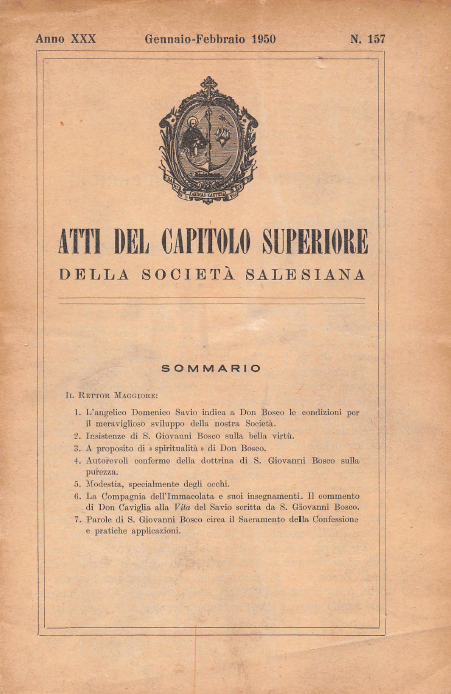 Anno XXX Gennaio-Febbraio 1950 N. 157
ATTI DEL CAPITOLO SUPERIORE
DELLA SOCIETÀ SALESIANA
SOMMARIO
IL RETTOR MAGGIORE:
1. L'angelico Domenico Savio indica a Don Bosco le condizioni per
il meraviglioso sviluppo della nostra Società.
2. Insistenze di S. Giovanni Bosco sulla bella virtù.
3. A proposito di « spiritualità » di Don Bosco.
4. Autorevoli conferme della dottrina di S. Giovanni Bosco sulla
purezza.
5. Modestia, specialmente degli occhi.
6. La Compagnia dell'Immacolata e suoi insegnamenti. Il commento
di Don Caviglia alla Vita del Savio scritta da S. Giovanni Bosco.
7. Parole di S. Giovanni Bosco circa il Sacramento della Confessione
e pratiche applicazioni.